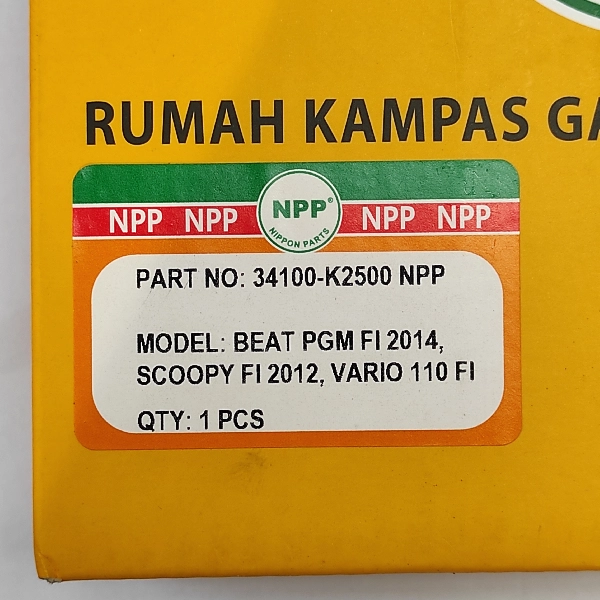 RUMAH KAMPAS
NPP NPP NPP® NPP NPP
NIPPON PARTS
PART NO: 34100-K2500 NPP
MODEL: BEAT PGM FI 2014,
SCOOPY FI 2012, VARIO 110 FI
QTY: 1 PCS